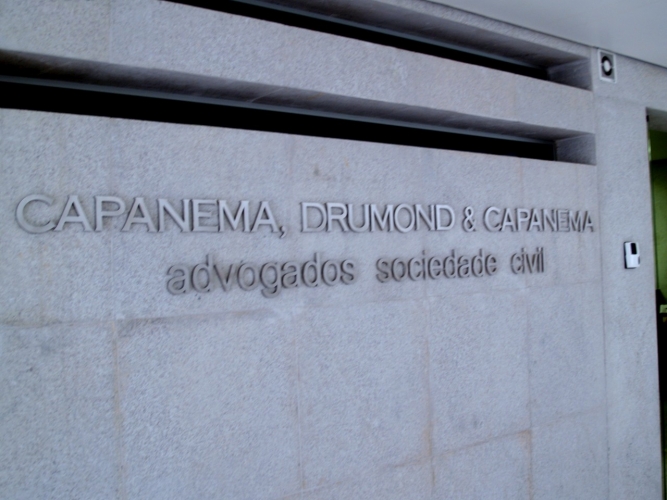 CAPANEMA, DRUMOND & CAPANEMA
advogados sociedade civil